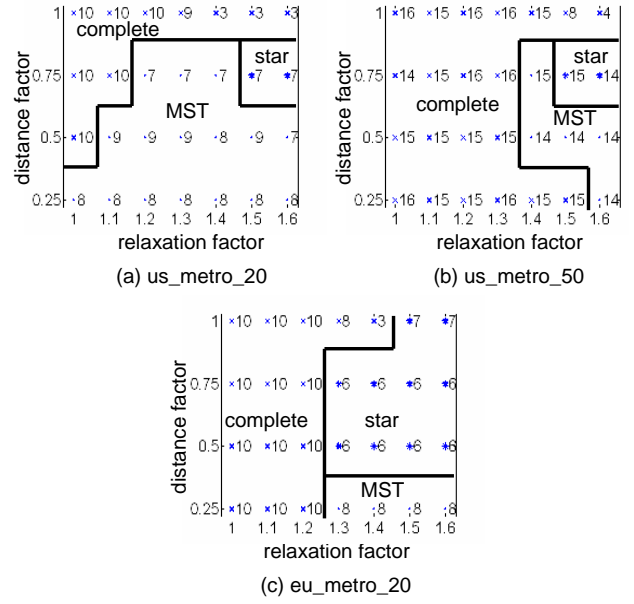 1 10 10 10 9 3 3 3
complete
star
0.75 10 10 7 7 7 7 7
MST
0.5 10 9 9 9 9 9 7
0.25 8 8 8 8 8 8 8
1 1.1 1.2 1.3 1.4 1.5 1.6
distance factor
relaxation factor
(a) us_metro_20
1 16 16 16 16 15 8 4
star
0.75 14 15 16 16 15 15 14
complete
MST
0.5 15 15 15 16 14 14 14
0.25 16 15 15 16 15 15 14
1 1.1 1.2 1.3 1.4 1.5 1.6
distance factor
relaxation factor
(b) us_metro_50
1 10 10 10 8 3 7 7
0.75 10 10 10 6 6 6 6
complete star
0.5 10 10 10 6 6 6 6
MST
0.25 10 10 10 8 8 8 8
1 1.1 1.2 1.3 1.4 1.5 1.6
distance factor
relaxation factor
(c) eu_metro_20